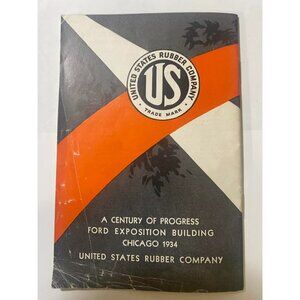 UNITED STATES RUBBER COMPANY
US
• TRADE MARK •
A CENTURY OF PROGRESS
FORD EXPOSITION BUILDING
CHICAGO 1934
UNITED STATES RUBBER COMPANY